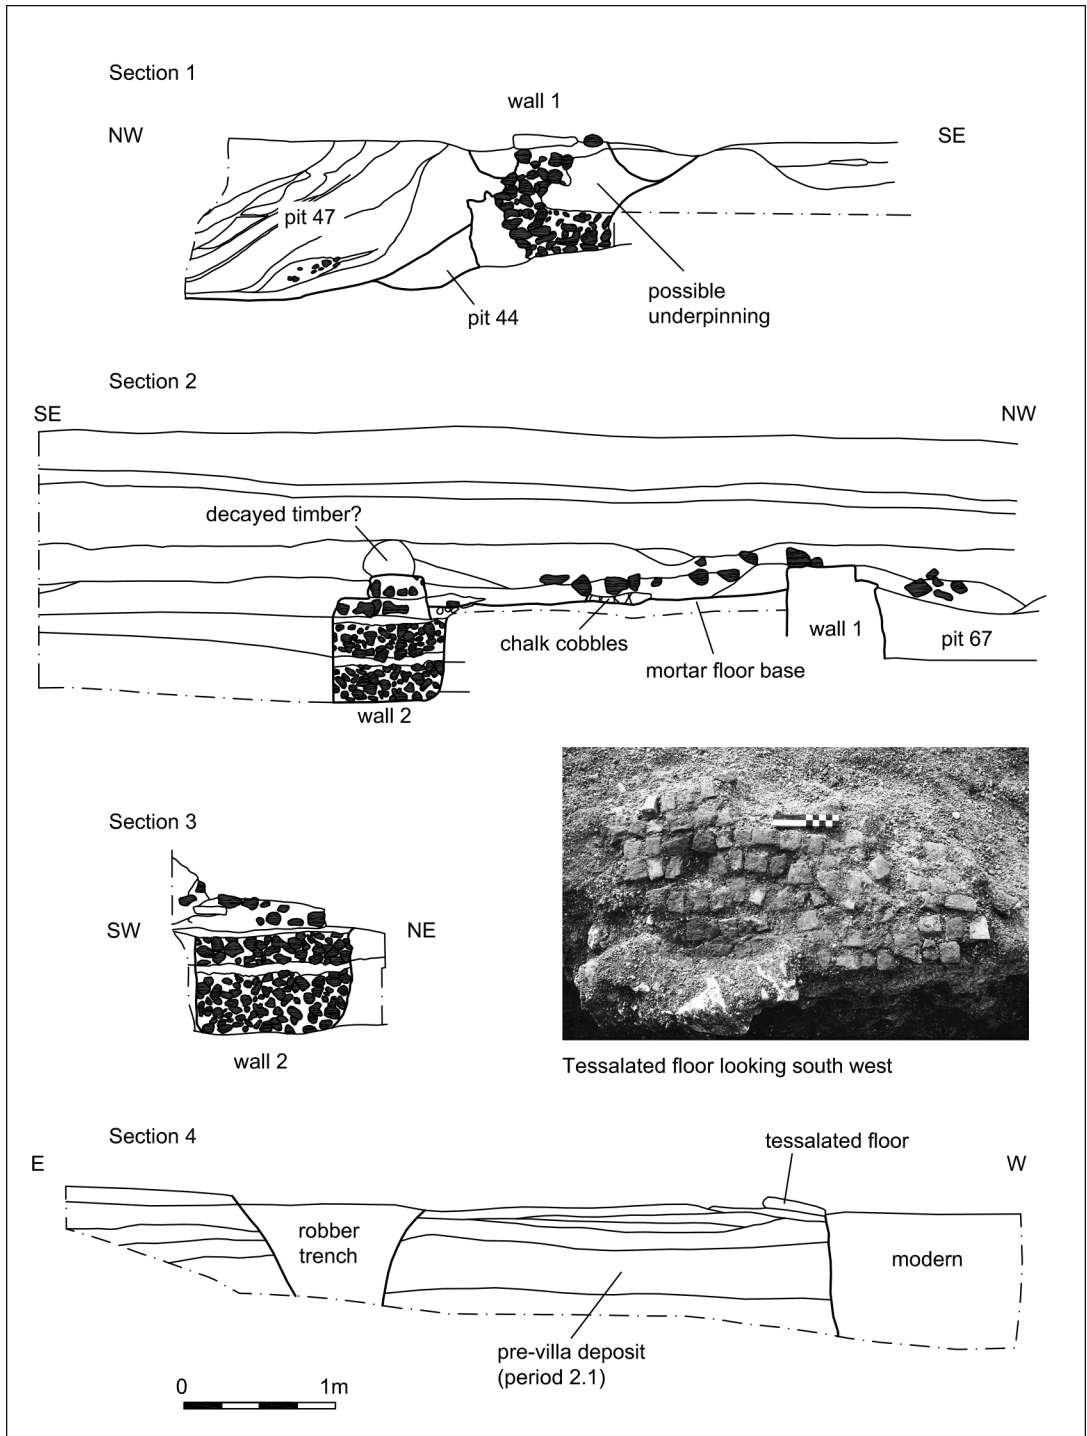 Section 1
wall 1
NW
SE
pit 47
possible
underpinning
pit 44
Section 2
SE
NW
decayed timber?
chalk cobbles
wall 1
pit 67
mortar floor base
wall 2
Section 3
SW
NE
wall 2
Tessalated floor looking south west
Section 4
tessalated floor
E
W
robber
trench
modern
pre-villa deposit
(period 2.1)
0 1m